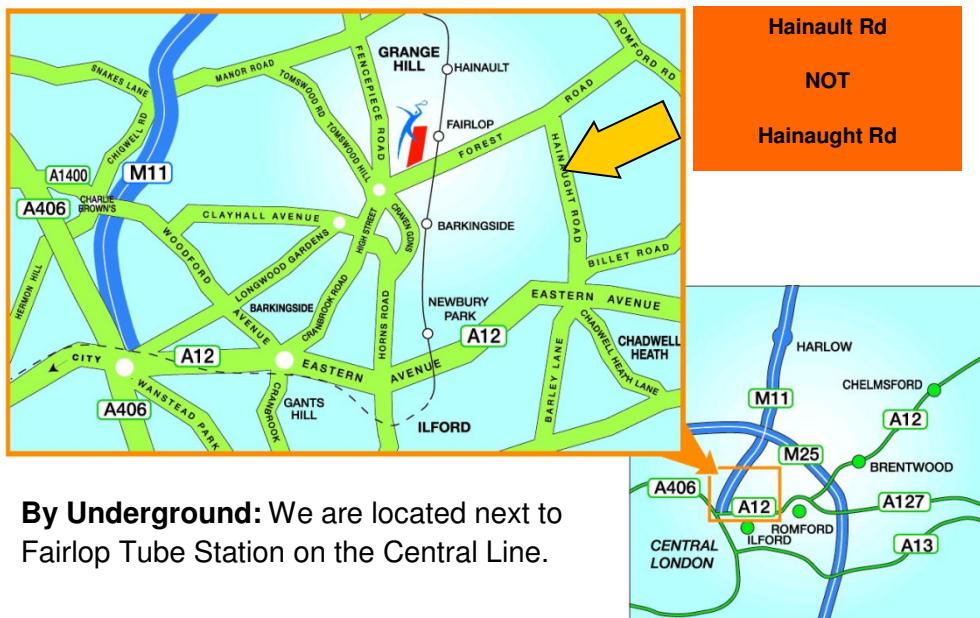 Hainault Rd
NOT
Hainaught Rd
GRANGE
HILL
HAINAULT
ROMFORD RD
SNAKES LANE
MANOR ROAD
TOMSWOOD RD
TOMSWOOD HILL
FENCEPIECE ROAD
FAIRLOP
FOREST ROAD
HAINAUGHT ROAD
CHIGWELL RD
M11
A1400
A406
CHARLIE
BROWN'S
CLAYHALL AVENUE
HIGH STREET
CRAVEN GDNS
BARKINGSIDE
WOODFORD AVENUE
LONGWOOD GARDENS
BILLET ROAD
HERMON HILL
BARKINGSIDE
CRANBROOK ROAD
HORNS ROAD
NEWBURY
PARK
EASTERN AVENUE
A12
CHADWELL
HEATH
CHADWELL HEATH LANE
BARLEY LANE
CITY
A12
EASTERN AVENUE
A406
WANSTEAD PARK
CRANBROOK
GANTS
HILL
ILFORD
HARLOW
M11
CHELMSFORD
A12
M25
BRENTWOOD
A406
A12
A127
ROMFORD
ILFORD
A13
CENTRAL
LONDON
By Underground: We are located next to
Fairlop Tube Station on the Central Line.